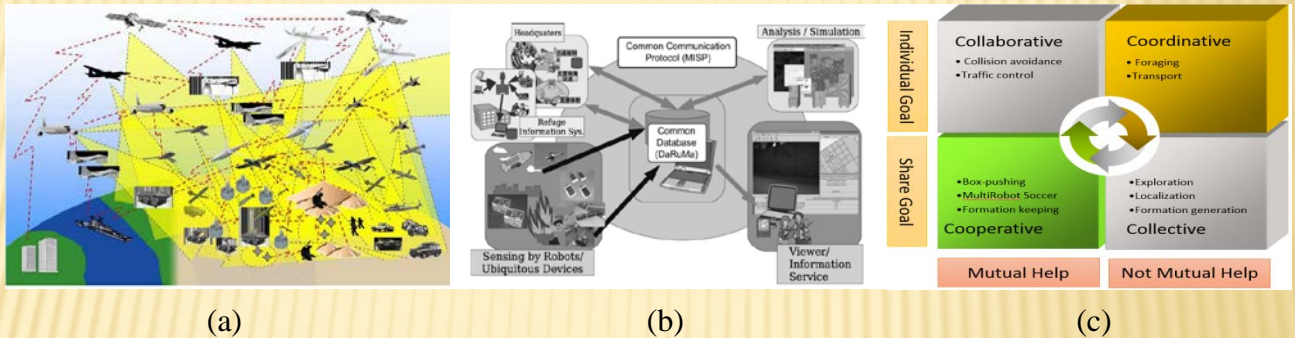 Headquaters
Refuge
Information Sys.
Sensing by Robots/
Ubiquitous Devices
Common Communication
Protocol (MISP)
Common
Database
(DaRuMa)
Analysis / Simulation
Viewer/
Information
Service
Individual Goal
Share Goal
Collaborative
• Collision avoidance
•Traffic control
Coordinative
• Foraging
•Transport
•Box-pushing
•MultiRobot Soccer
•Formation keeping
Cooperative
•Exploration
•Localization
•Formation generation
Collective
Mutual Help
Not Mutual Help
(a)
(b)
(c)